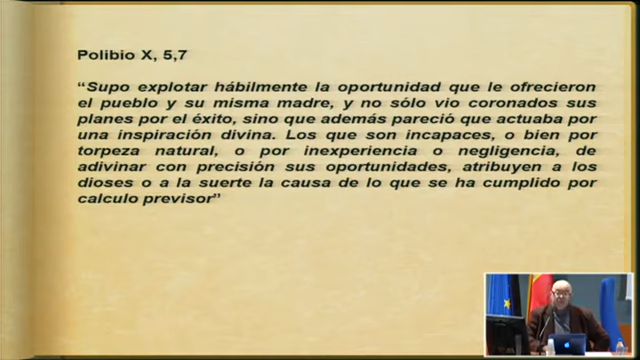 Polibio X, 5,7
“Supo explotar hábilmente la oportunidad que le ofrecieron
el pueblo y su misma madre, y no sólo vio coronados sus
planes por el éxito, sino que además pareció que actuaba por
una inspiración divina. Los que son incapaces, o bien por
torpeza natural, o por inexperiencia o negligencia, de
adivinar con precisión sus oportunidades, atribuyen a los
dioses o a la suerte la causa de lo que se ha cumplido por
calculo previsor”